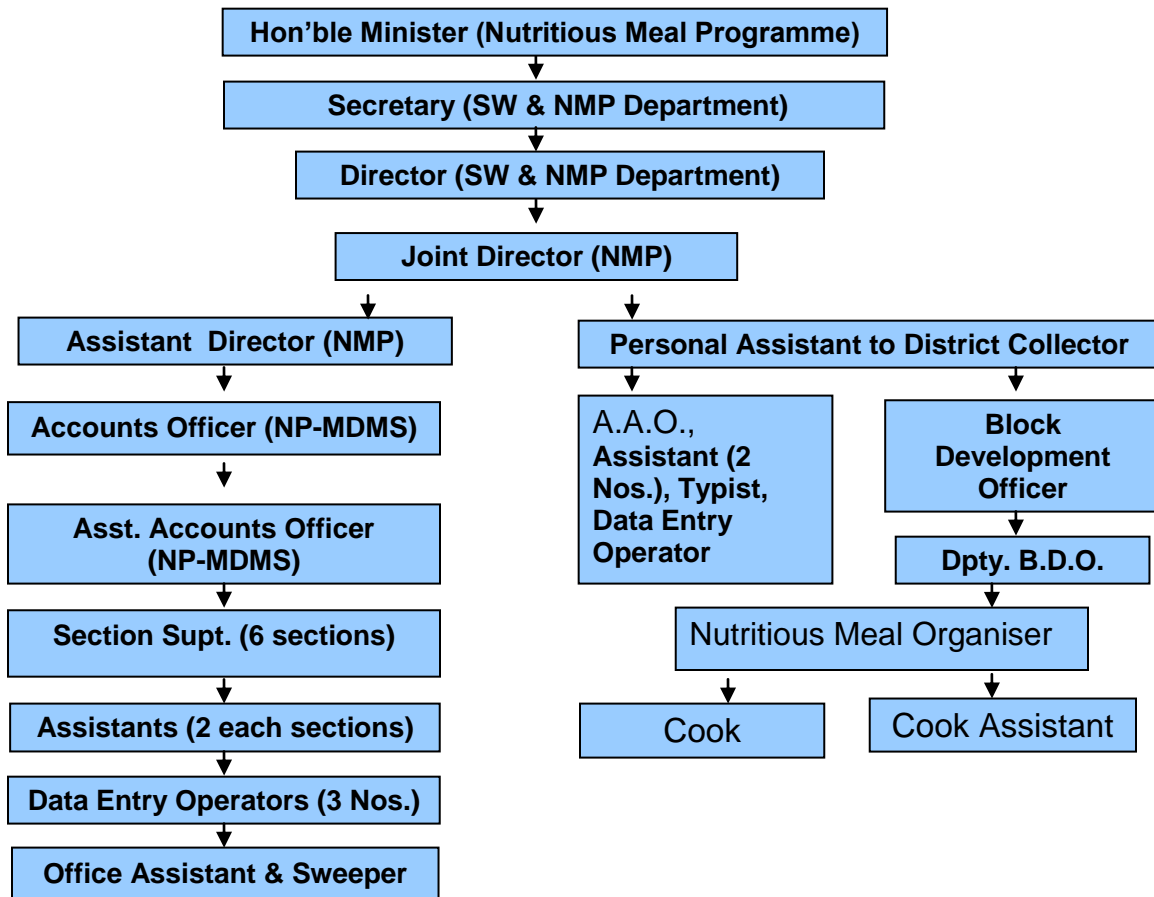 Hon’ble Minister (Nutritious Meal Programme)
Secretary (SW & NMP Department)
Director (SW & NMP Department)
Joint Director (NMP)
Assistant Director (NMP)
Accounts Officer (NP-MDMS)
Asst. Accounts Officer
(NP-MDMS)
Section Supt. (6 sections)
Assistants (2 each sections)
Data Entry Operators (3 Nos.)
Office Assistant & Sweeper
Personal Assistant to District Collector
A.A.O.,
Assistant (2
Nos.), Typist,
Data Entry
Operator
Block
Development
Officer
Dpty. B.D.O.
Nutritious Meal Organiser
Cook
Cook Assistant